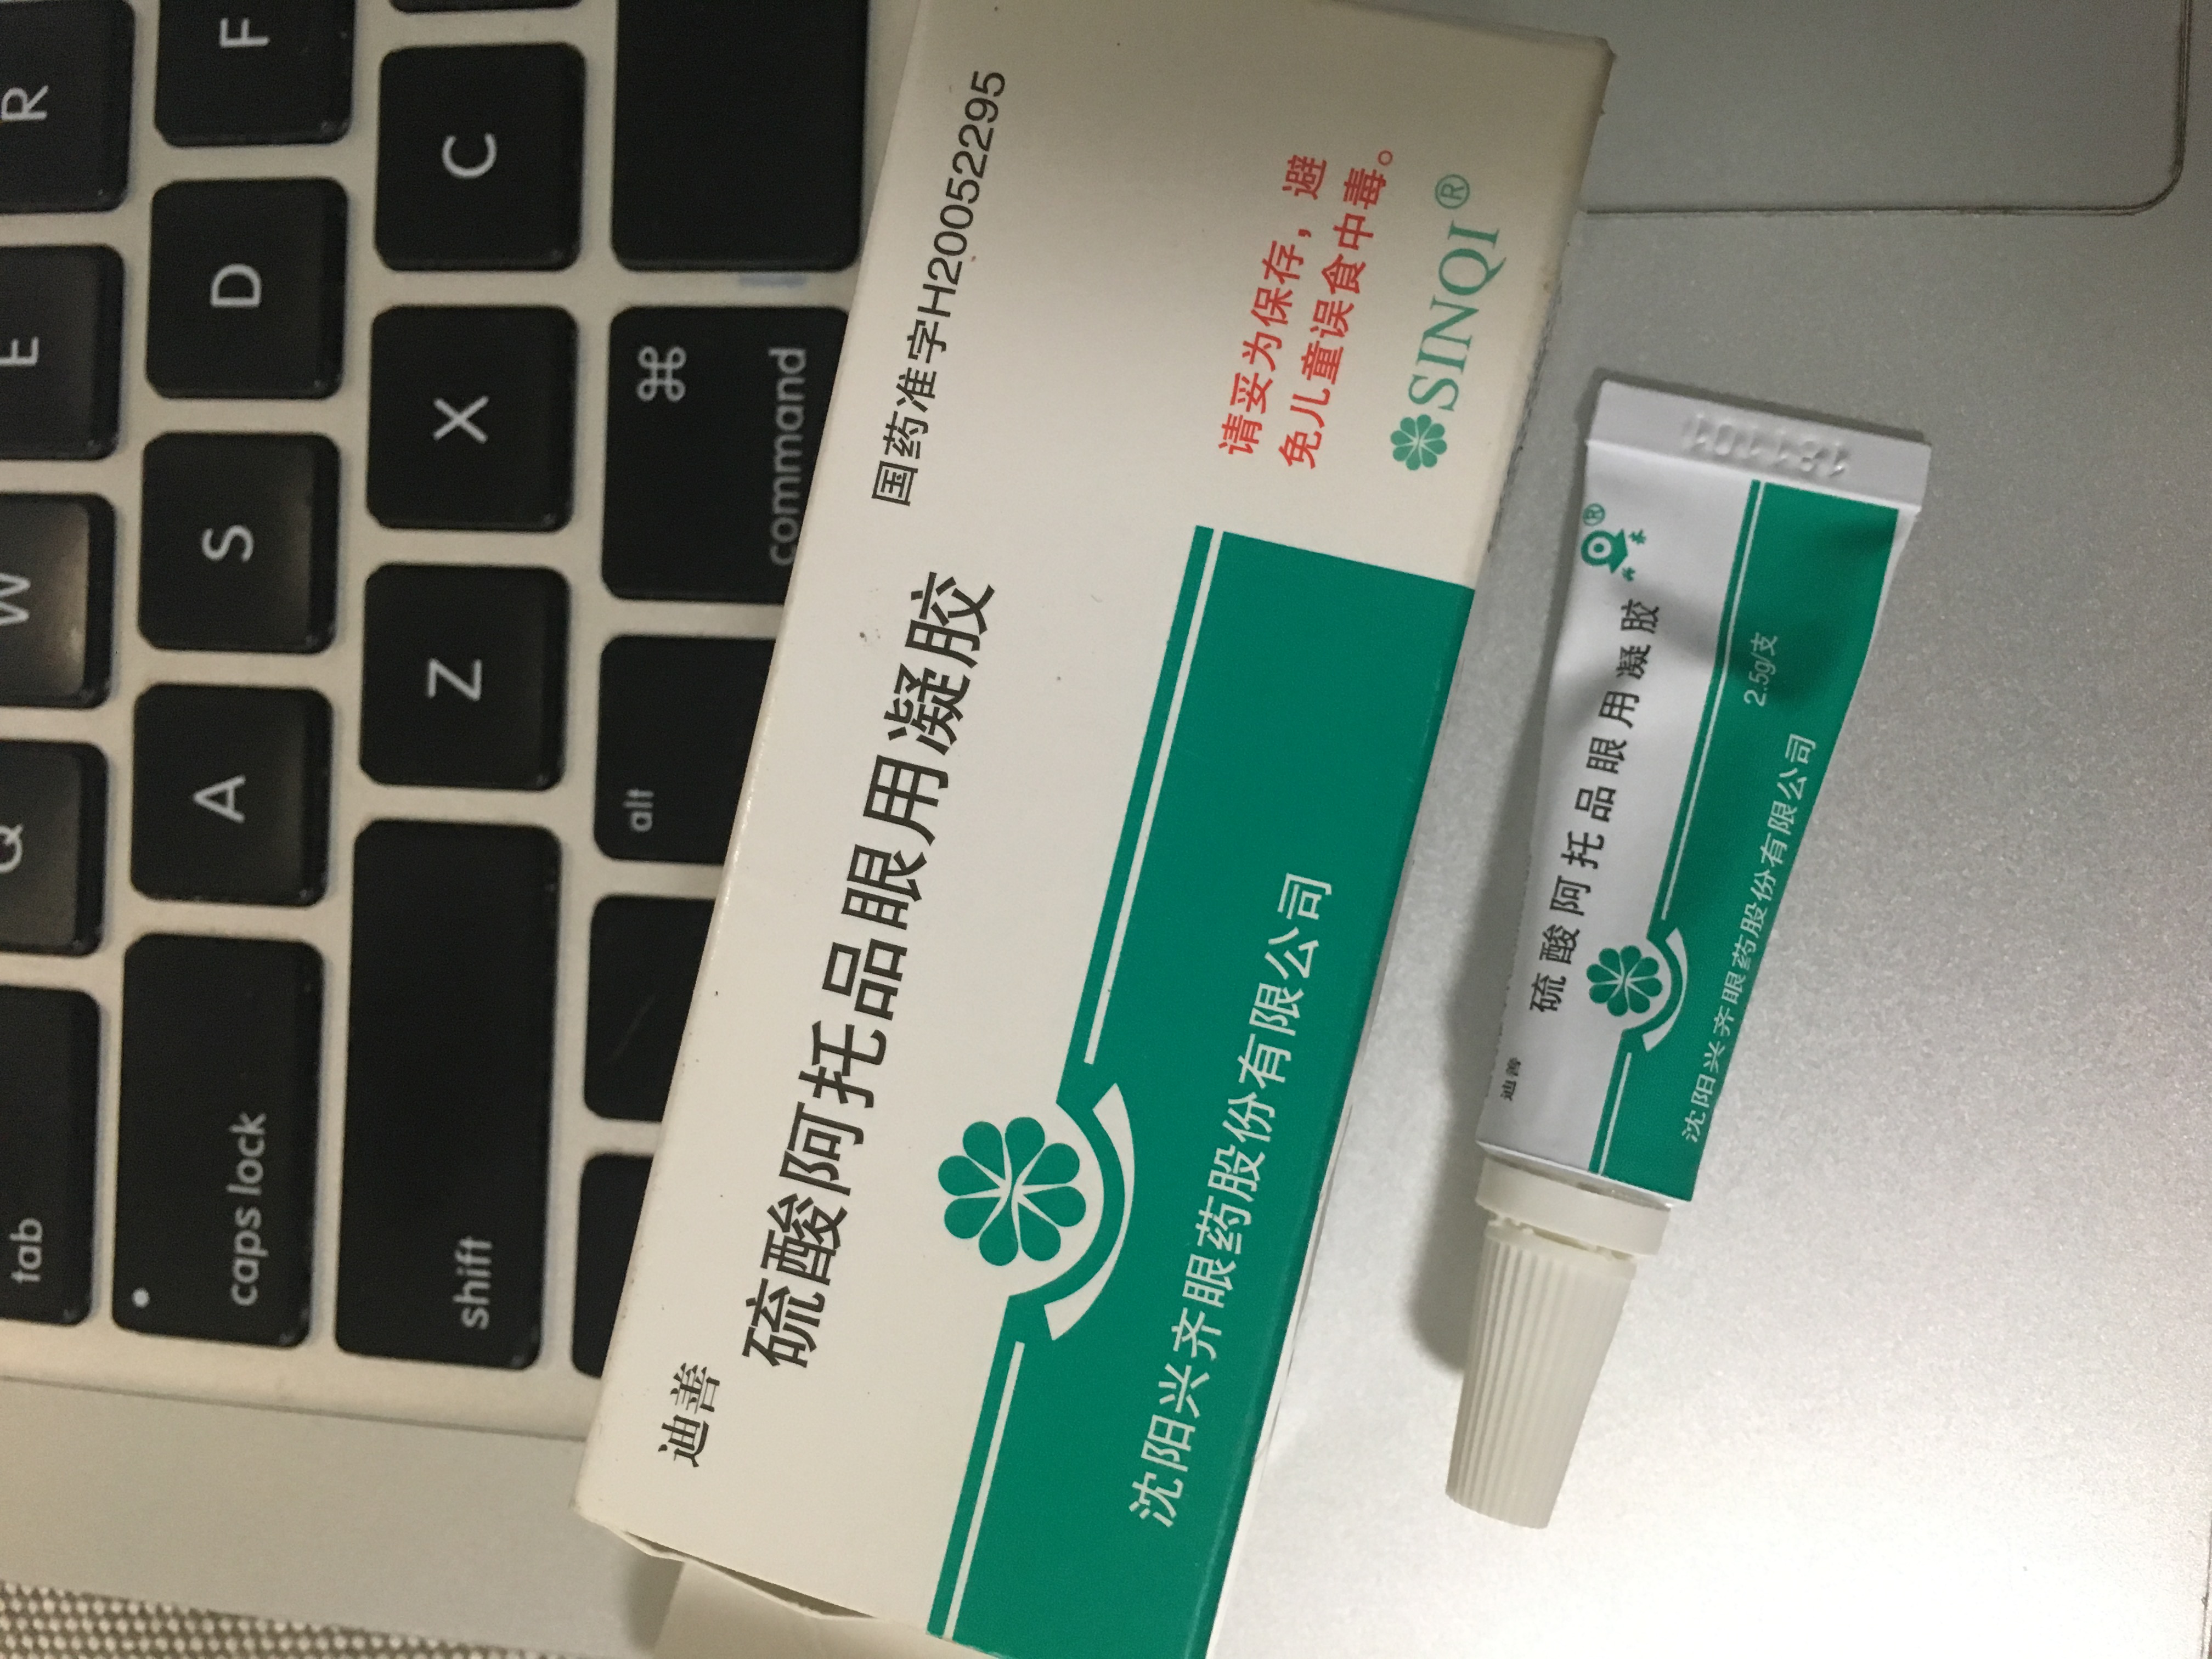 tab
Q
W
E
R
caps lock
A
S
D
F
shift
Z
X
C
alt
⌘
command
迪善
硫酸阿托品眼用凝胶
国药准字H20052295
沈阳兴齐眼药股份有限公司
请妥为保存，避
免儿童误食中毒。
SINQI®
迪善
硫酸阿托品眼用凝胶
®
兴齐
沈阳兴齐眼药股份有限公司
2.5g/支